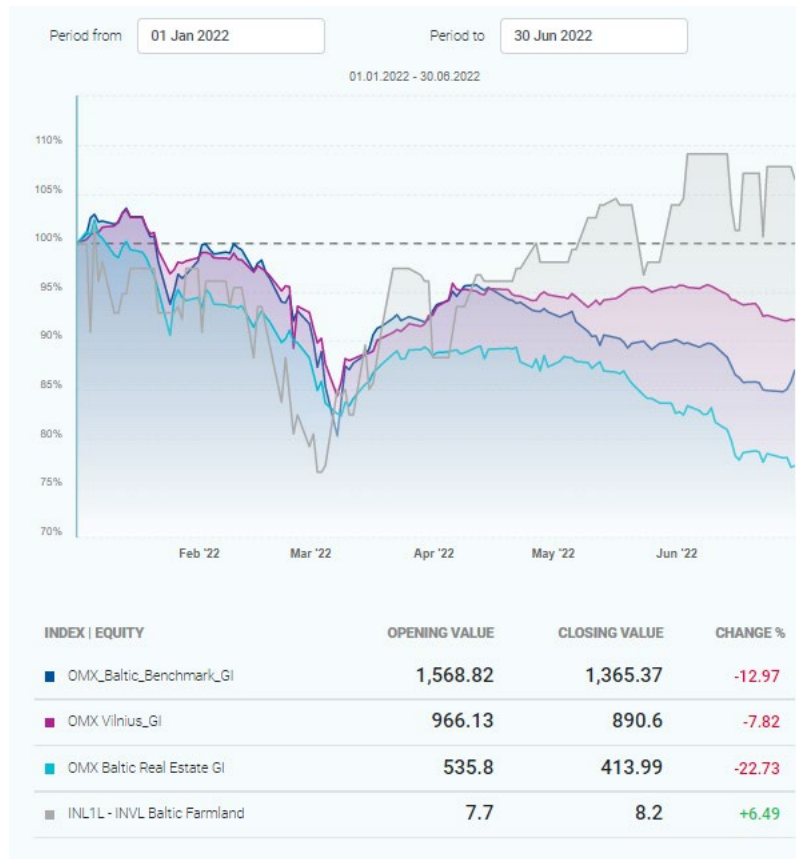 Period from 01 Jan 2022 Period to 30 Jun 2022
01.01.2022 - 30.06.2022
110%
105%
100%
95%
90%
85%
80%
75%
70%
Feb '22 Mar '22 Apr '22 May '22 Jun '22
INDEX | EQUITY OPENING VALUE CLOSING VALUE CHANGE %
OMX_Baltic_Benchmark_GI 1,568.82 1,365.37 -12.97
OMX Vilnius_GI 966.13 890.6 -7.82
OMX Baltic Real Estate GI 535.8 413.99 -22.73
INL1L - INVL Baltic Farmland 7.7 8.2 +6.49